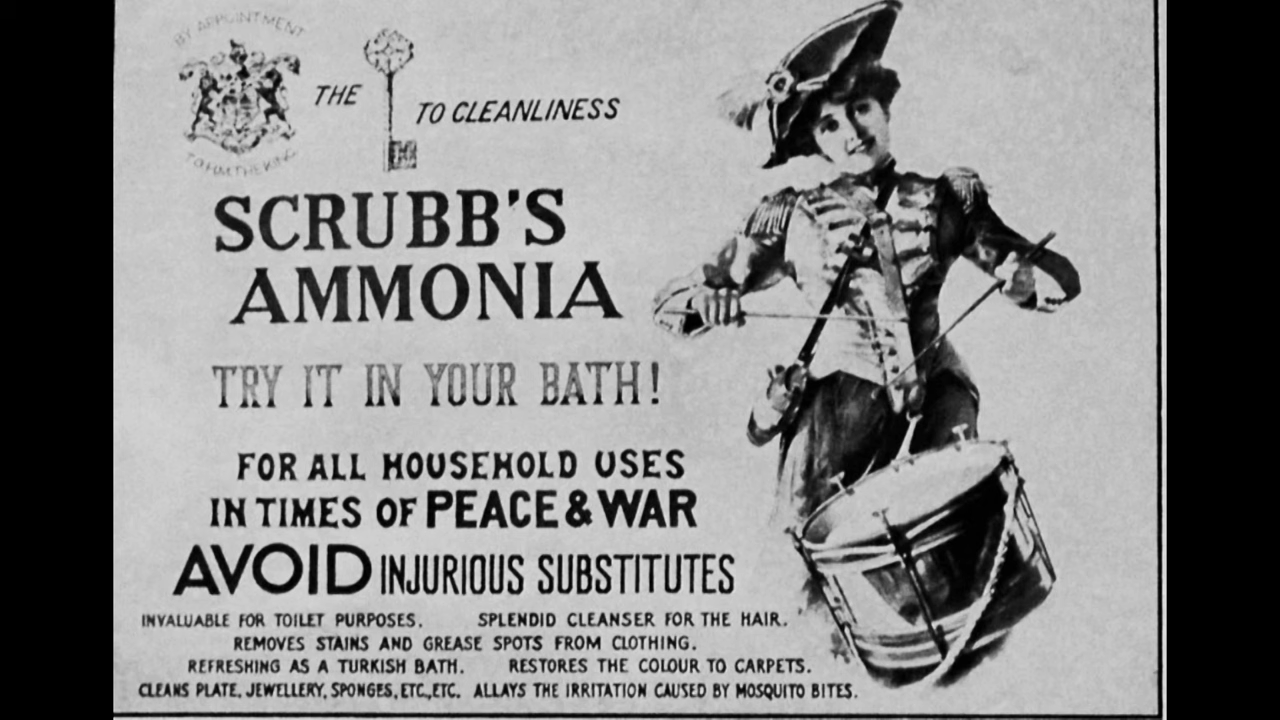 BY APPOINTMENT
TO H.M. THE KING
THE TO CLEANLINESS
SCRUBB'S
AMMONIA
TRY IT IN YOUR BATH!
FOR ALL HOUSEHOLD USES
IN TIMES OF PEACE & WAR
AVOID INJURIOUS SUBSTITUTES
INVALUABLE FOR TOILET PURPOSES. SPLENDID CLEANSER FOR THE HAIR.
REMOVES STAINS AND GREASE SPOTS FROM CLOTHING.
REFRESHING AS A TURKISH BATH. RESTORES THE COLOUR TO CARPETS.
CLEANS PLATE, JEWELLERY, SPONGES, ETC., ETC. ALLAYS THE IRRITATION CAUSED BY MOSQUITO BITES.